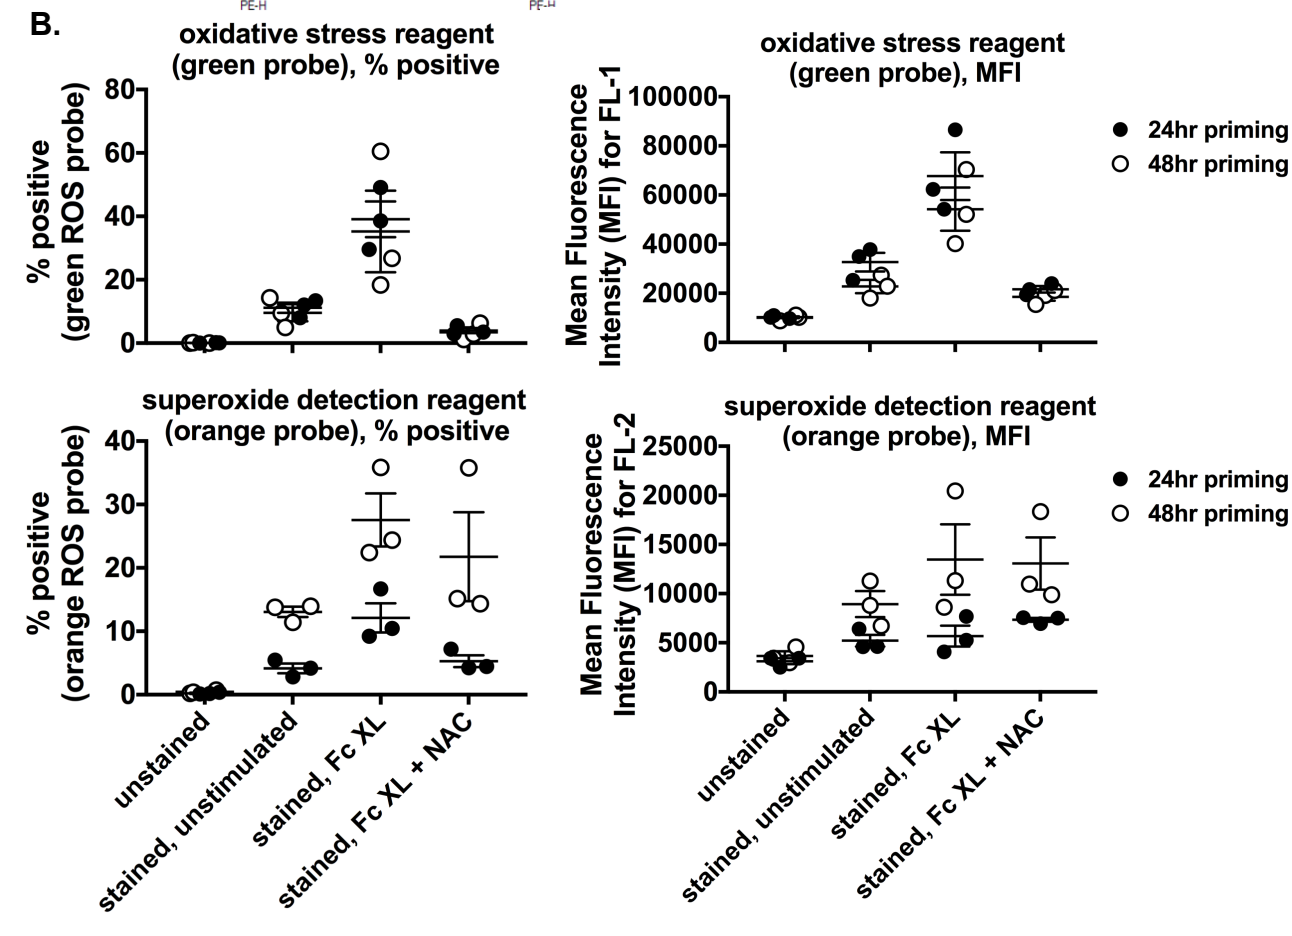 PE-H
PE-H
B.
oxidative stress reagent
(green probe), % positive
% positive
(green ROS probe)
80
60
40
20
0
oxidative stress reagent
(green probe), MFI
Mean Fluorescence
Intensity (MFI) for FL-1
100000
80000
60000
40000
20000
0
24hr priming
48hr priming
superoxide detection reagent
(orange probe), % positive
% positive
(orange ROS probe)
40
30
20
10
0
unstained
stained, unstimulated
stained, Fc XL
stained, Fc XL + NAC
superoxide detection reagent
(orange probe), MFI
Mean Fluorescence
Intensity (MFI) for FL-2
25000
20000
15000
10000
5000
0
unstained
stained, unstimulated
stained, Fc XL
stained, Fc XL + NAC
24hr priming
48hr priming